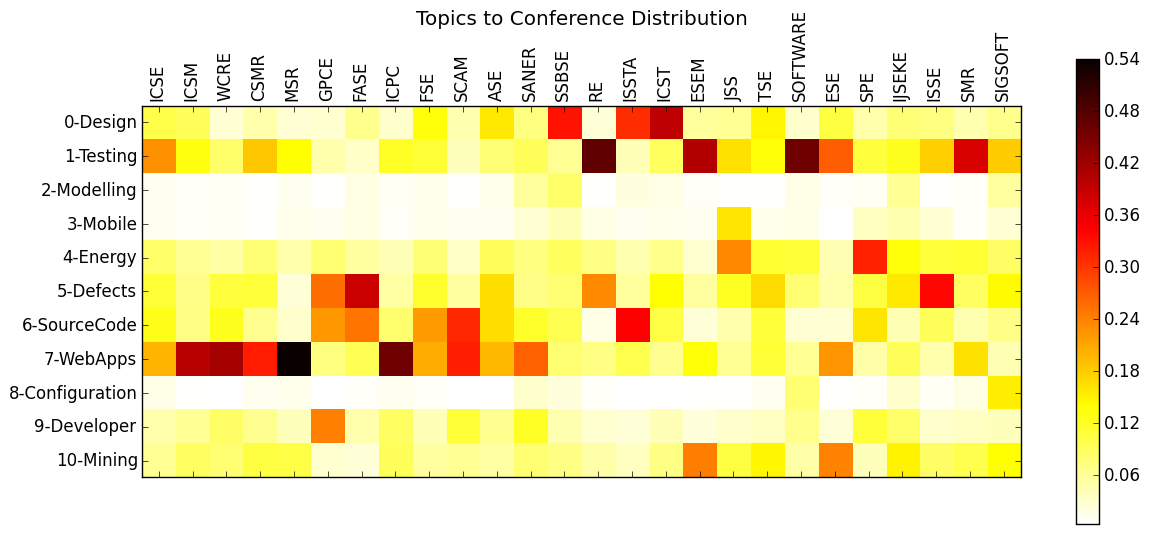 Topics to Conference Distribution
ICSE
ICSM
WCRE
CSMR
MSR
GPCE
FASE
ICPC
FSE
SCAM
ASE
SANER
SSBSE
RE
ISSTA
ICST
ESEM
JSS
TSE
SOFTWARE
ESE
SPE
IJSEKE
ISSE
SMR
SIGSOFT
0-Design
1-Testing
2-Modelling
3-Mobile
4-Energy
5-Defects
6-SourceCode
7-WebApps
8-Configuration
9-Developer
10-Mining
0.54
0.48
0.42
0.36
0.30
0.24
0.18
0.12
0.06